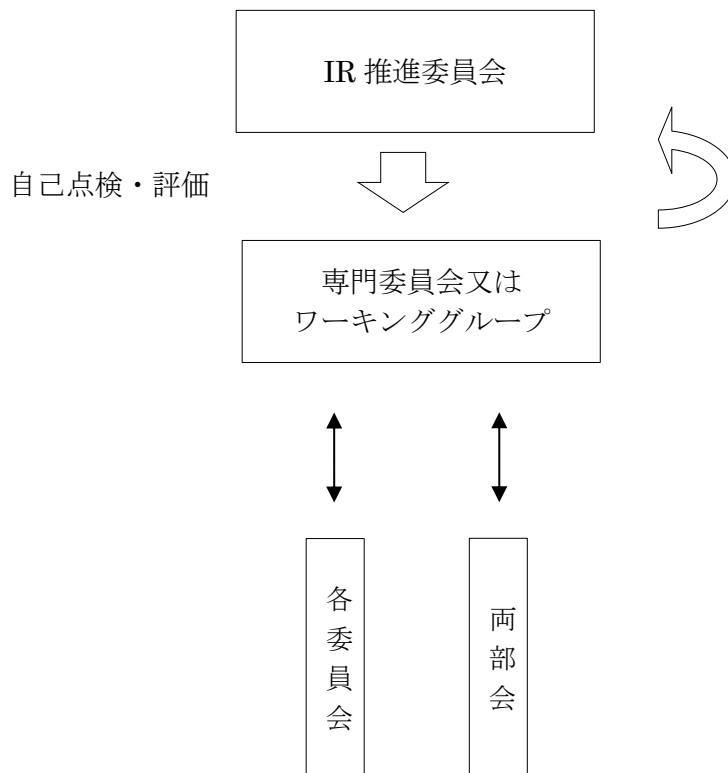 IR 推進委員会
自己点検・評価
専門委員会又は
ワーキンググループ
各委員会
両部会